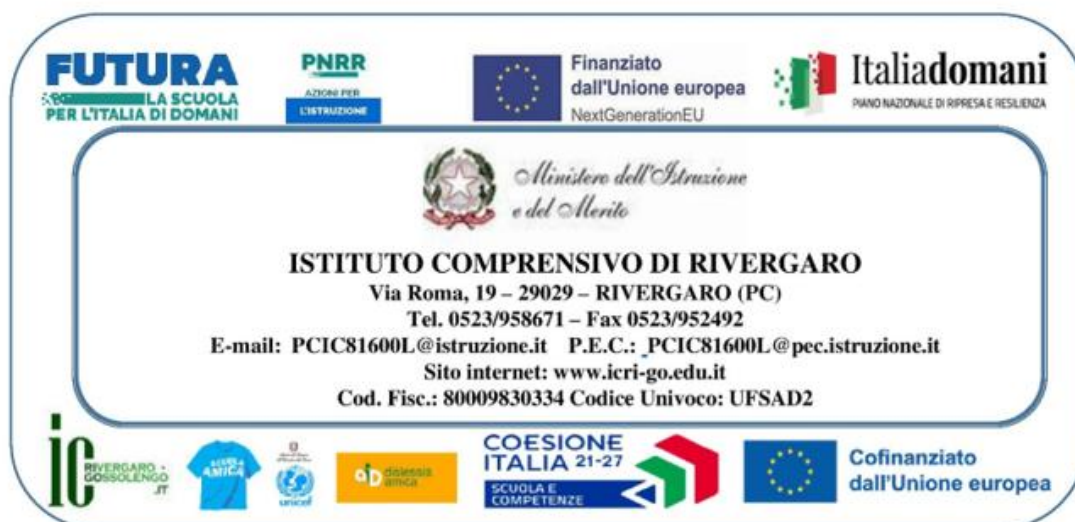 FUTURA
LA SCUOLA
PER L'ITALIA DI DOMANI
PNRR
AZIONI PER
L'ISTRUZIONE
Finanziato
dall'Unione europea
NextGenerationEU
Italiadomani
PIANO NAZIONALE DI RIPRESA E RESILIENZA
Ministero dell'Istruzione
e del Merito
ISTITUTO COMPRENSIVO DI RIVERGARO
Via Roma, 19 – 29029 – RIVERGARO (PC)
Tel. 0523/958671 – Fax 0523/952492
E-mail: PCIC81600L@istruzione.it P.E.C.: PCIC81600L@pec.istruzione.it
Sito internet: www.icri-go.edu.it
Cod. Fisc.: 80009830334 Codice Univoco: UFSAD2
ic
RIVERGARO -
GOSSOLENGO
.IT
SCUOLA
AMICA
unicef
aiD dislessia
amica
COESIONE
ITALIA 21-27
SCUOLA E
COMPETENZE
Cofinanziato
dall'Unione europea